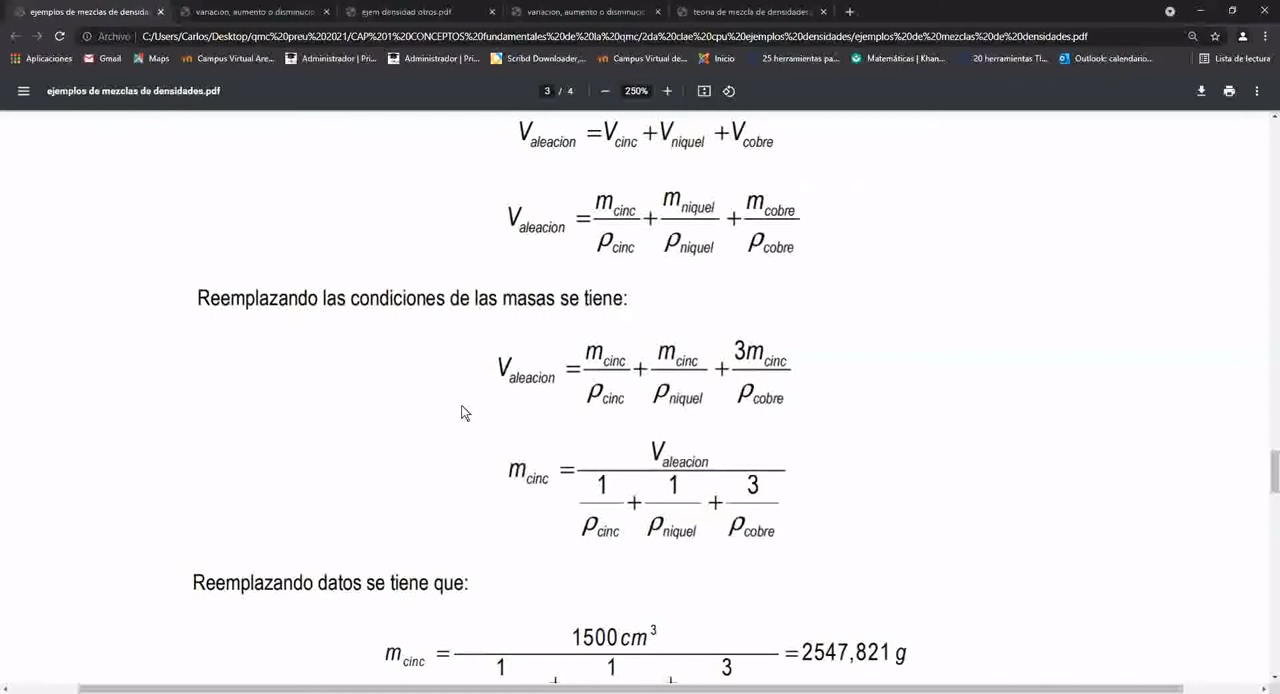 ejemplos de mezclas de densida
variacion, aumento o disminucio
ejem densidad otros.pdf
variacion, aumento o disminucio
teoria de mezcla de densidades.
Archivo | C:/Users/Carlos/Desktop/qmc%20preu%202021/CAP%201%20CONCEPTOS%20fundamentales%20de%20la%20qmc/2da%20clae%20cpu%20ejemplos%20densidades/ejemplos%20de%20mezclas%20de%20densidades.pdf
Aplicaciones Gmail Maps Campus Virtual Are... Administrador | Pri... Administrador | Pri... Scribd Downloader,... Campus Virtual de... Inicio 25 herramientas pa... Matemáticas | Khan... 20 herramientas TI... Outlook: calendario... Lista de lectura
ejemplos de mezclas de densidades.pdf 3 / 4 − 250% +
V_aleacion = V_cinc + V_niquel + V_cobre
V_aleacion = m_cinc/ρ_cinc + m_niquel/ρ_niquel + m_cobre/ρ_cobre
Reemplazando las condiciones de las masas se tiene:
V_aleacion = m_cinc/ρ_cinc + m_cinc/ρ_niquel + 3m_cinc/ρ_cobre
m_cinc = V_aleacion / (1/ρ_cinc + 1/ρ_niquel + 3/ρ_cobre)
Reemplazando datos se tiene que:
1500 cm³
m_cinc = = 2547,821 g
1 + 1 + 3